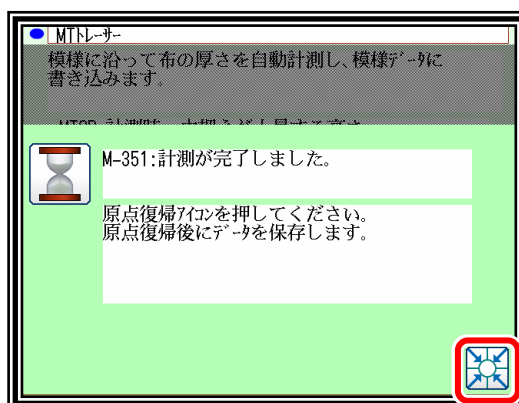 MTﾄﾚｰｻｰ
模様に沿って布の厚さを自動計測し、模様ﾃﾞｰﾀに
書き込みます。
M-351:計測が完了しました。
原点復帰ｱｲｺﾝを押してください。
原点復帰後にﾃﾞｰﾀを保存します。